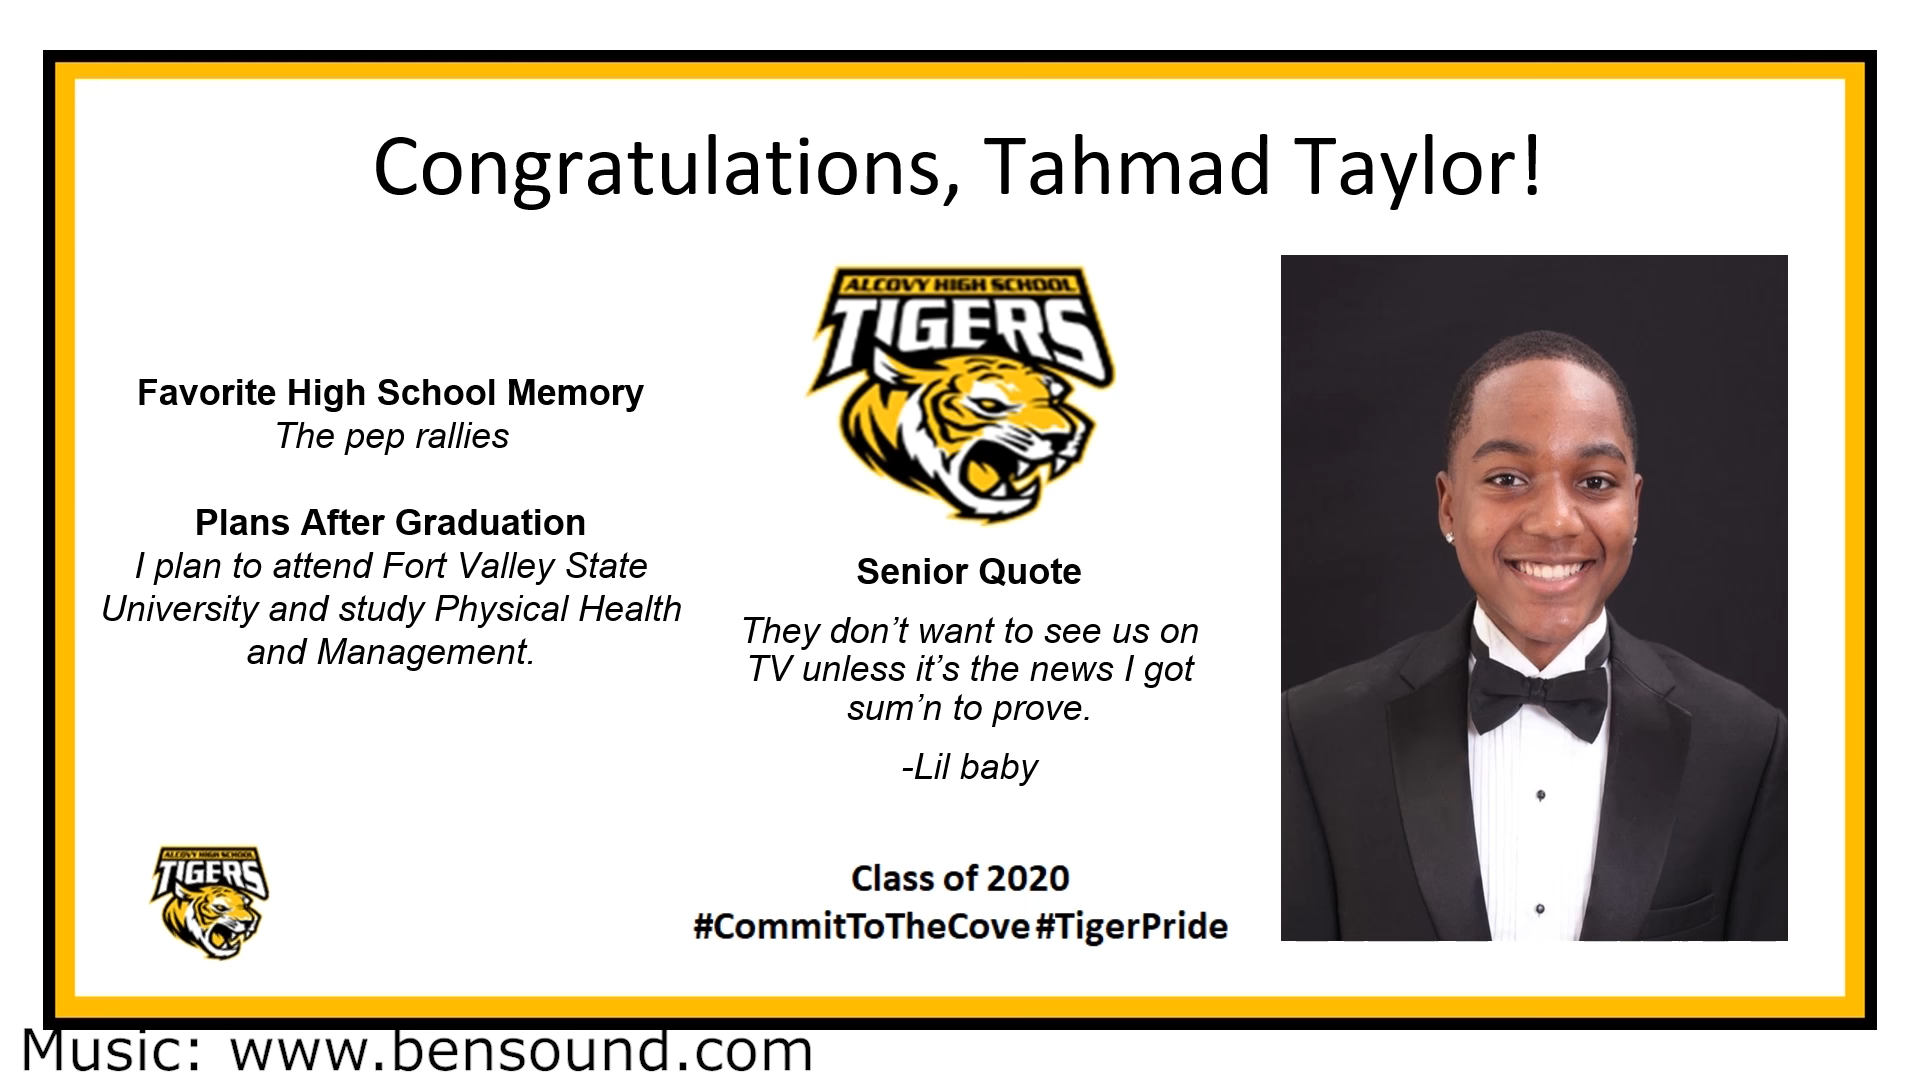 Congratulations, Tahmad Taylor!
Favorite High School Memory
The pep rallies
Plans After Graduation
I plan to attend Fort Valley State
University and study Physical Health
and Management.
ALCOVY HIGH SCHOOL
TIGERS
Senior Quote
They don’t want to see us on
TV unless it’s the news I got
sum’n to prove.
-Lil baby
ALCOVY HIGH SCHOOL
TIGERS
Class of 2020
#CommitToTheCove #TigerPride
Music: www.bensound.com